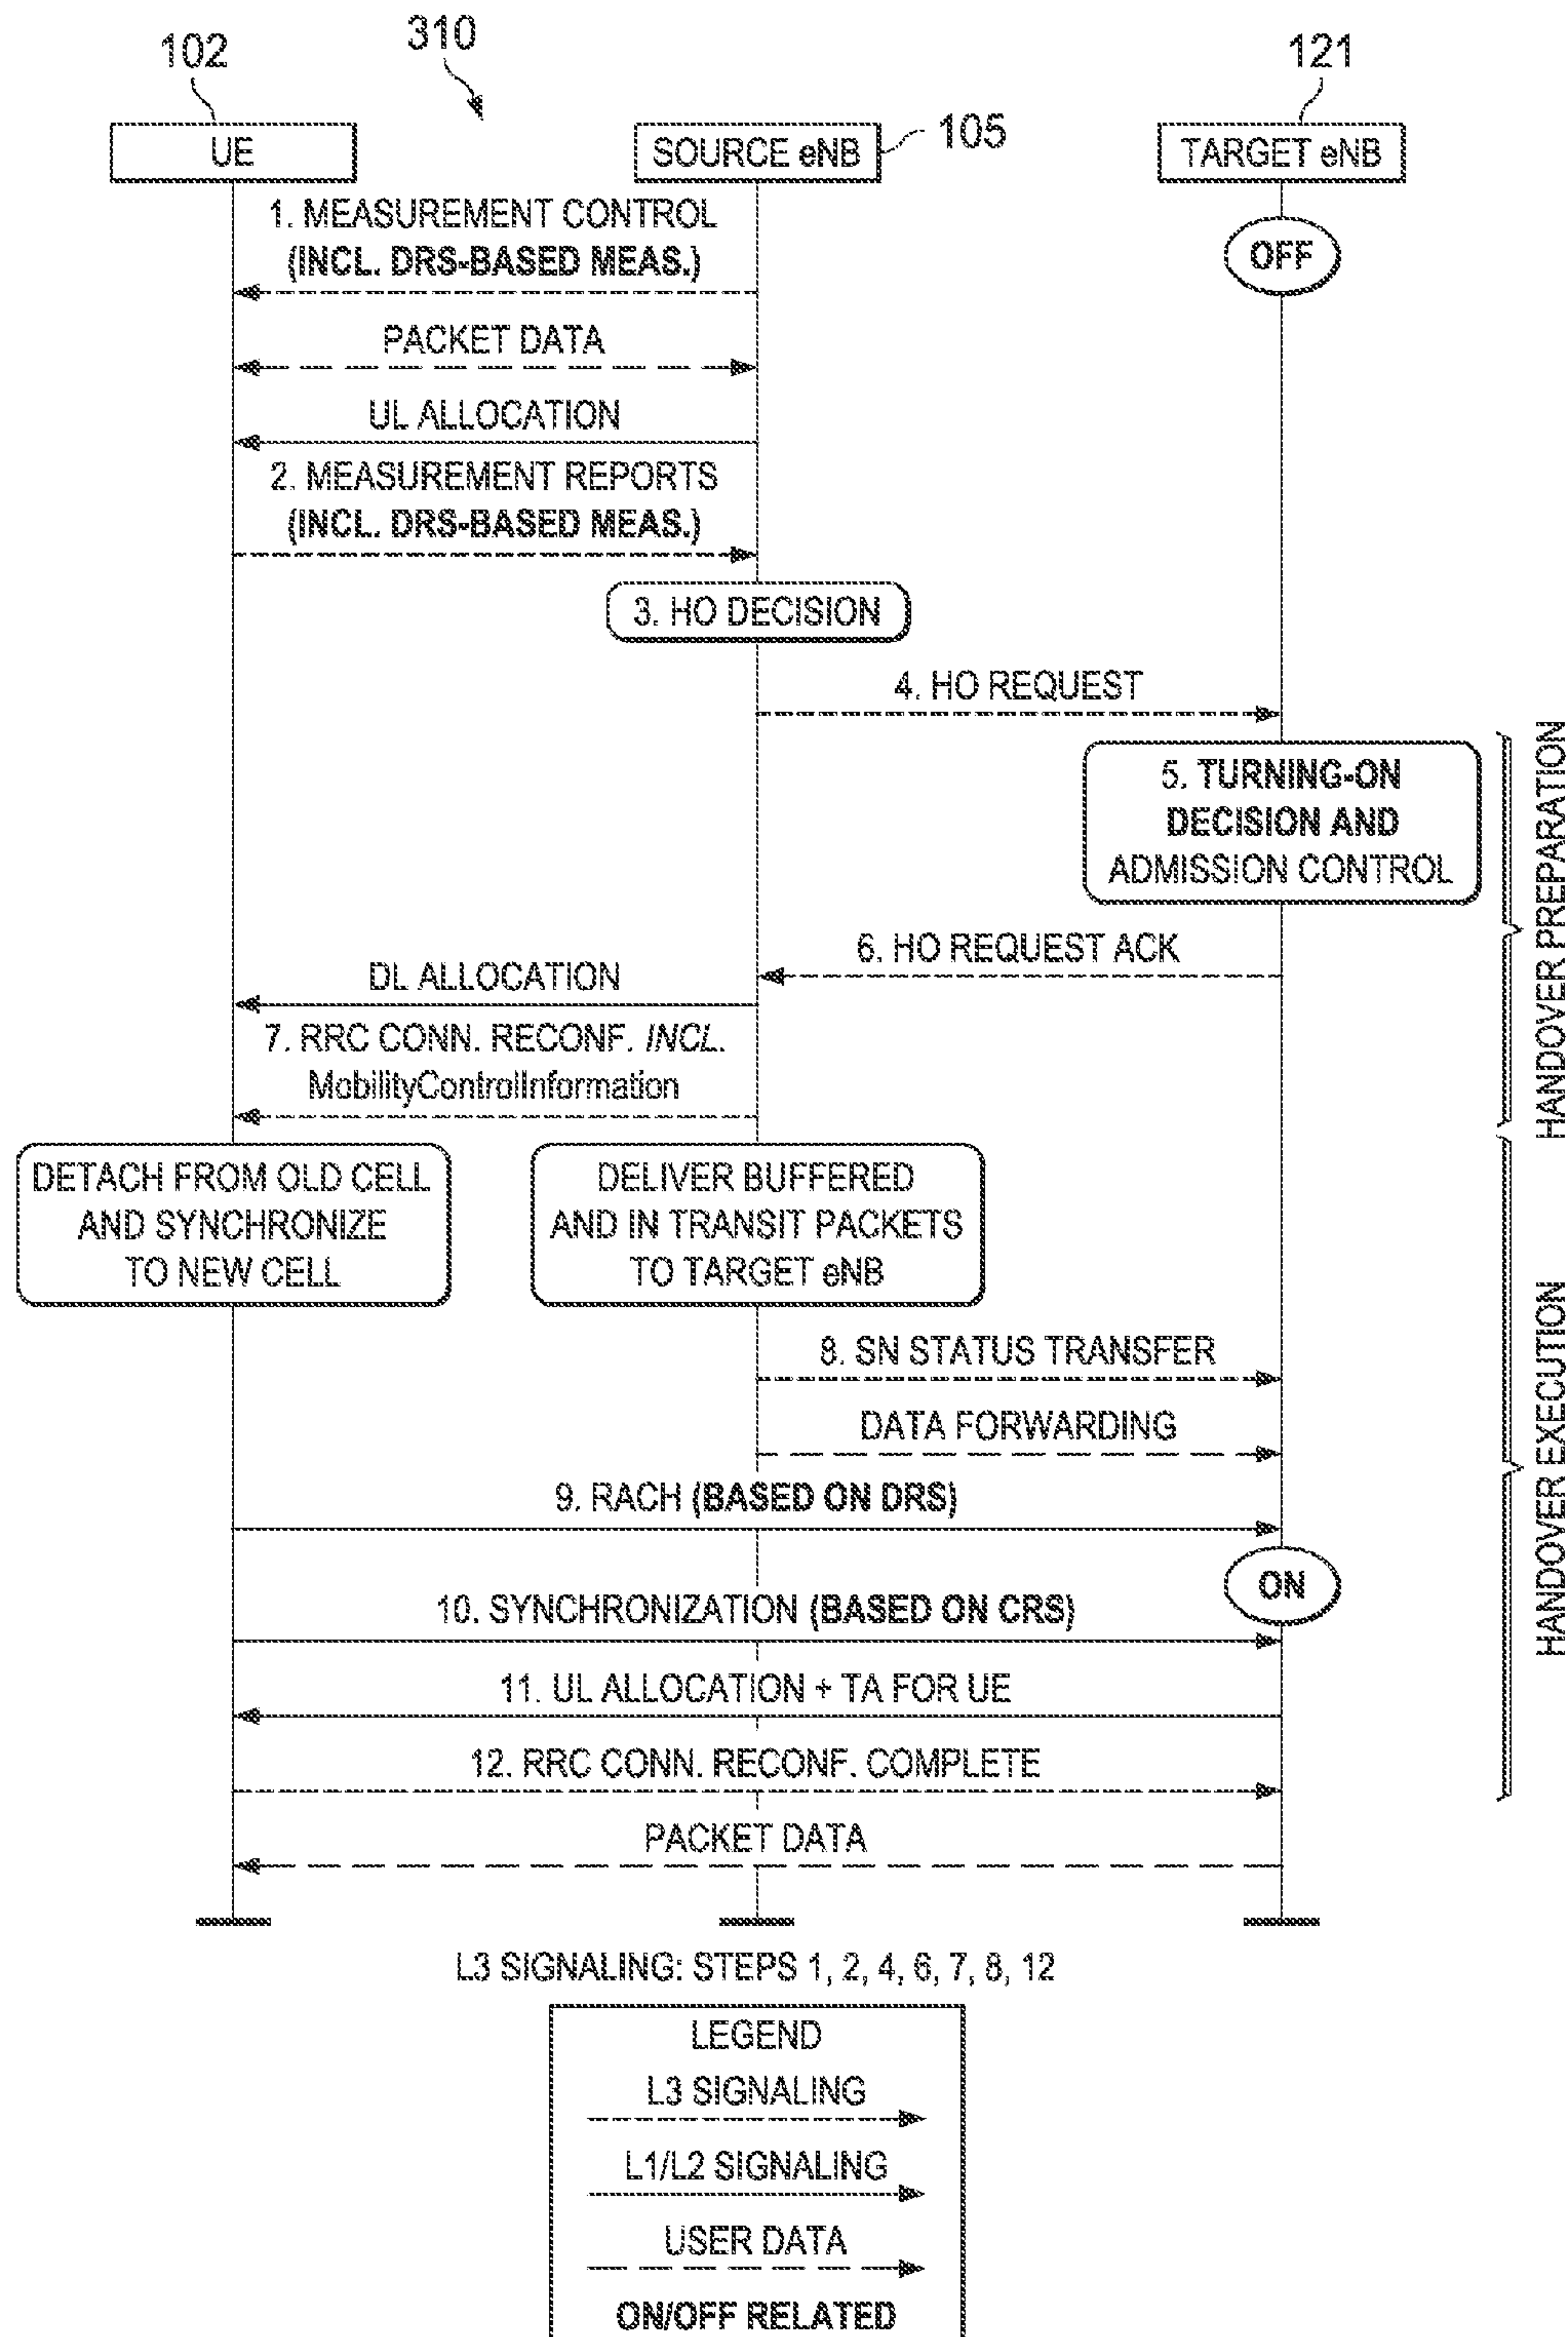 310
102
121
UE
SOURCE eNB
105
TARGET eNB
1. MEASUREMENT CONTROL
(INCL. DRS-BASED MEAS.)
OFF
PACKET DATA
UL ALLOCATION
2. MEASUREMENT REPORTS
(INCL. DRS-BASED MEAS.)
3. HO DECISION
4. HO REQUEST
5. TURNING-ON
DECISION AND
ADMISSION CONTROL
HANDOVER PREPARATION
6. HO REQUEST ACK
DL ALLOCATION
7. RRC CONN. RECONF. INCL.
MobilityControlInformation
DETACH FROM OLD CELL
AND SYNCHRONIZE
TO NEW CELL
DELIVER BUFFERED
AND IN TRANSIT PACKETS
TO TARGET eNB
8. SN STATUS TRANSFER
DATA FORWARDING
HANDOVER EXECUTION
9. RACH (BASED ON DRS)
ON
10. SYNCHRONIZATION (BASED ON CRS)
11. UL ALLOCATION + TA FOR UE
12. RRC CONN. RECONF. COMPLETE
PACKET DATA
L3 SIGNALING: STEPS 1, 2, 4, 6, 7, 8, 12
LEGEND
L3 SIGNALING
L1/L2 SIGNALING
USER DATA
ON/OFF RELATED